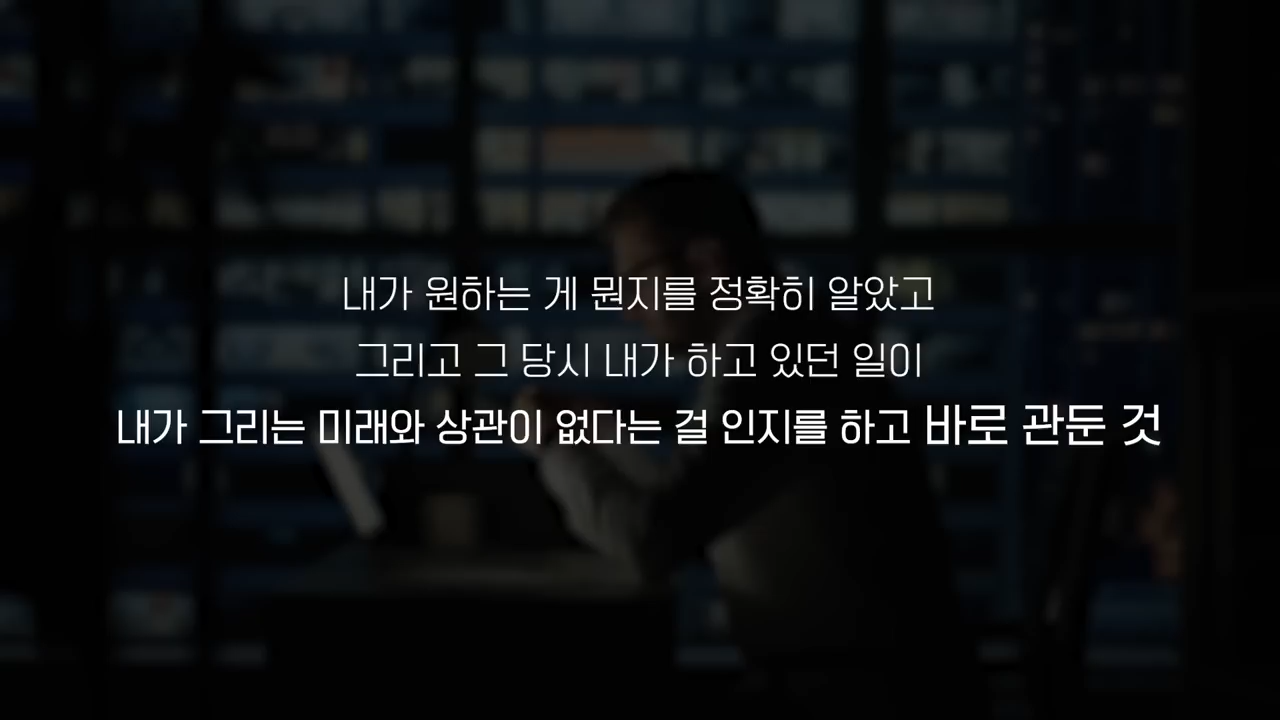 내가 원하는 게 뭔지를 정확히 알았고
그리고 그 당시 내가 하고 있던 일이
내가 그리는 미래와 상관이 없다는 걸 인지를 하고 바로 관둔 것